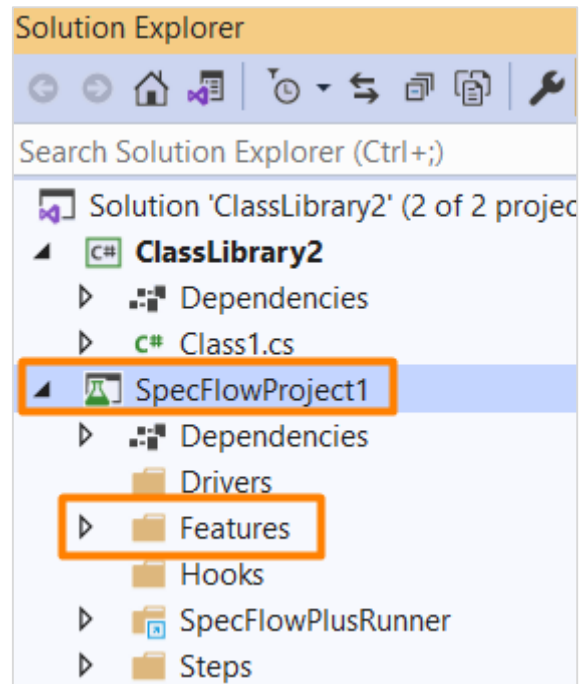 Solution Explorer
Search Solution Explorer (Ctrl+;)
Solution 'ClassLibrary2' (2 of 2 projec
C# ClassLibrary2
Dependencies
C# Class1.cs
SpecFlowProject1
Dependencies
Drivers
Features
Hooks
SpecFlowPlusRunner
Steps